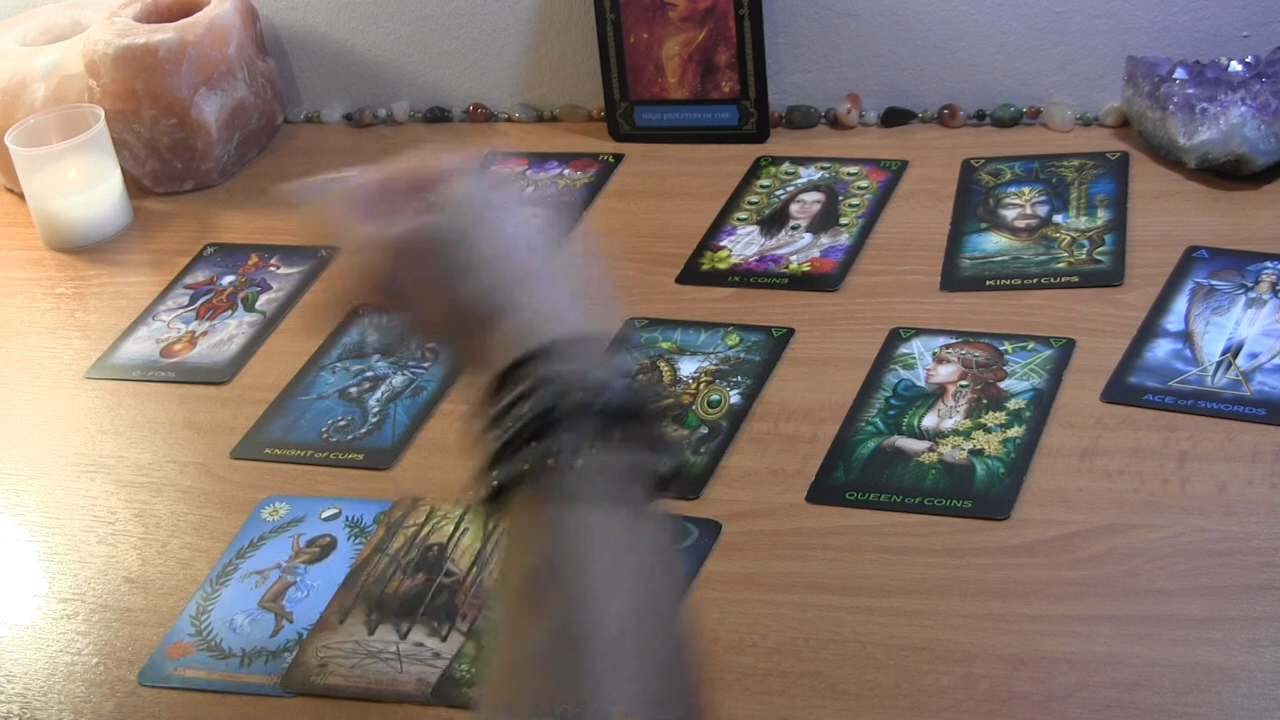 HIGH PRIESTESS OF FIRE
IX · COINS
KING of CUPS
0 · FOOL
ACE OF SWORDS
KNIGHT of CUPS
QUEEN of COINS